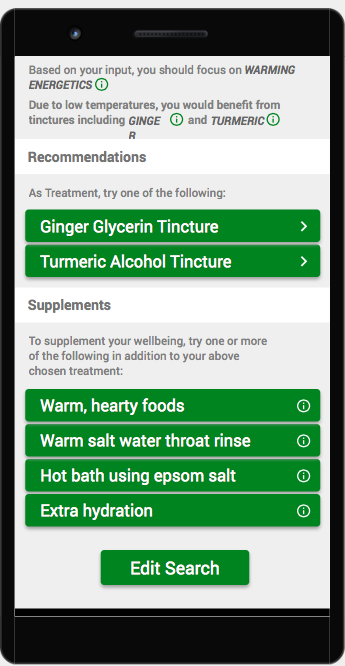 Based on your input, you should focus on WARMING
ENERGETICS
Due to low temperatures, you would benefit from
tinctures including GINGE and TURMERIC
R
Recommendations
As Treatment, try one of the following:
Ginger Glycerin Tincture
Turmeric Alcohol Tincture
Supplements
To supplement your wellbeing, try one or more
of the following in addition to your above
chosen treatment:
Warm, hearty foods
Warm salt water throat rinse
Hot bath using epsom salt
Extra hydration
Edit Search